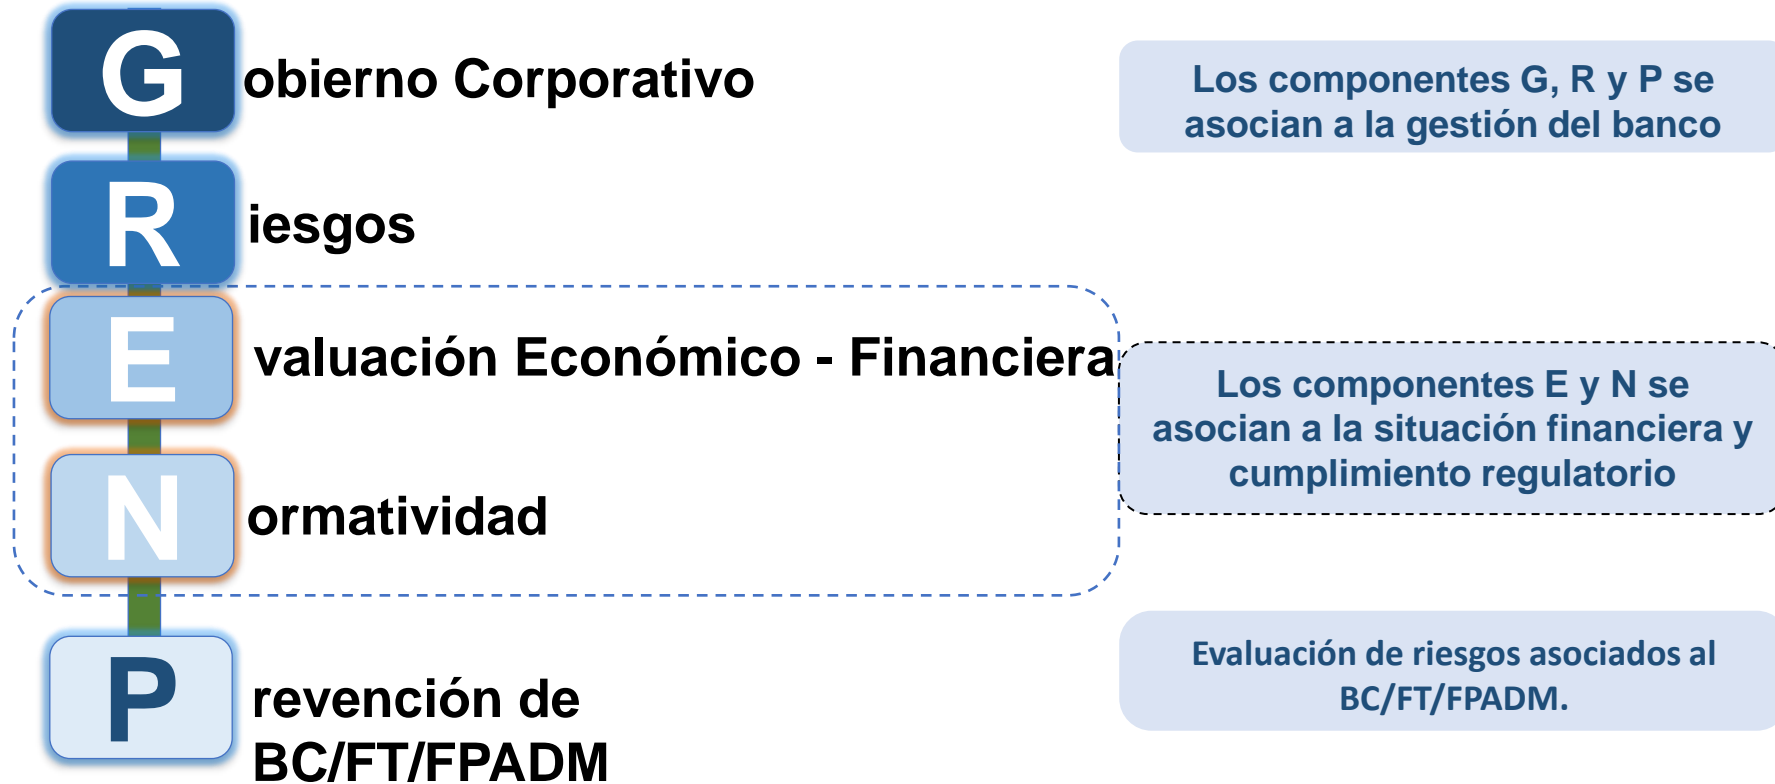 G obierno Corporativo
Los componentes G, R y P se
asocian a la gestión del banco
R iesgos
E valuación Económico - Financiera
Los componentes E y N se
asocian a la situación financiera y
cumplimiento regulatorio
N ormatividad
P revención de
BC/FT/FPADM
Evaluación de riesgos asociados al
BC/FT/FPADM.